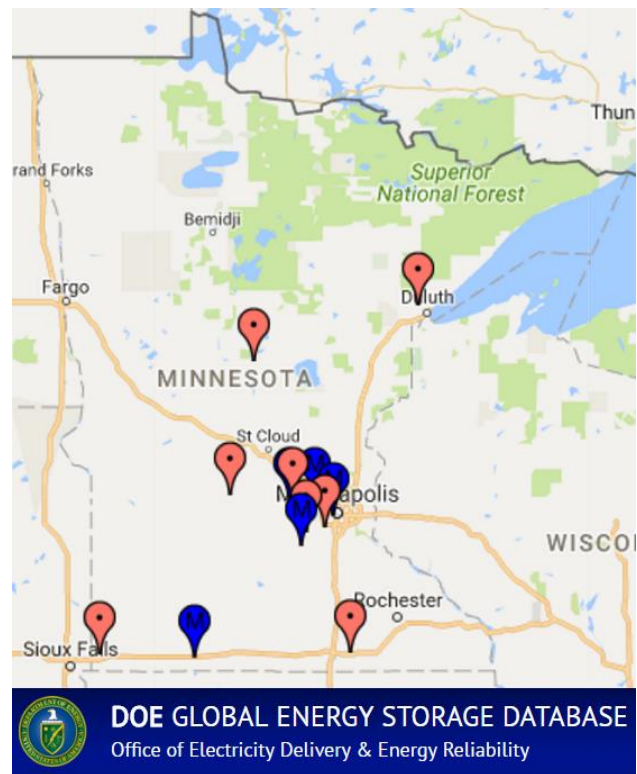 Thun
rand Forks
Superior
National Forest
Bemidji
Fargo
Duluth
MINNESOTA
St Cloud
M
M
apolis
M
WISCO
Rochester
M
Sioux Falls
DOE GLOBAL ENERGY STORAGE DATABASE
Office of Electricity Delivery & Energy Reliability